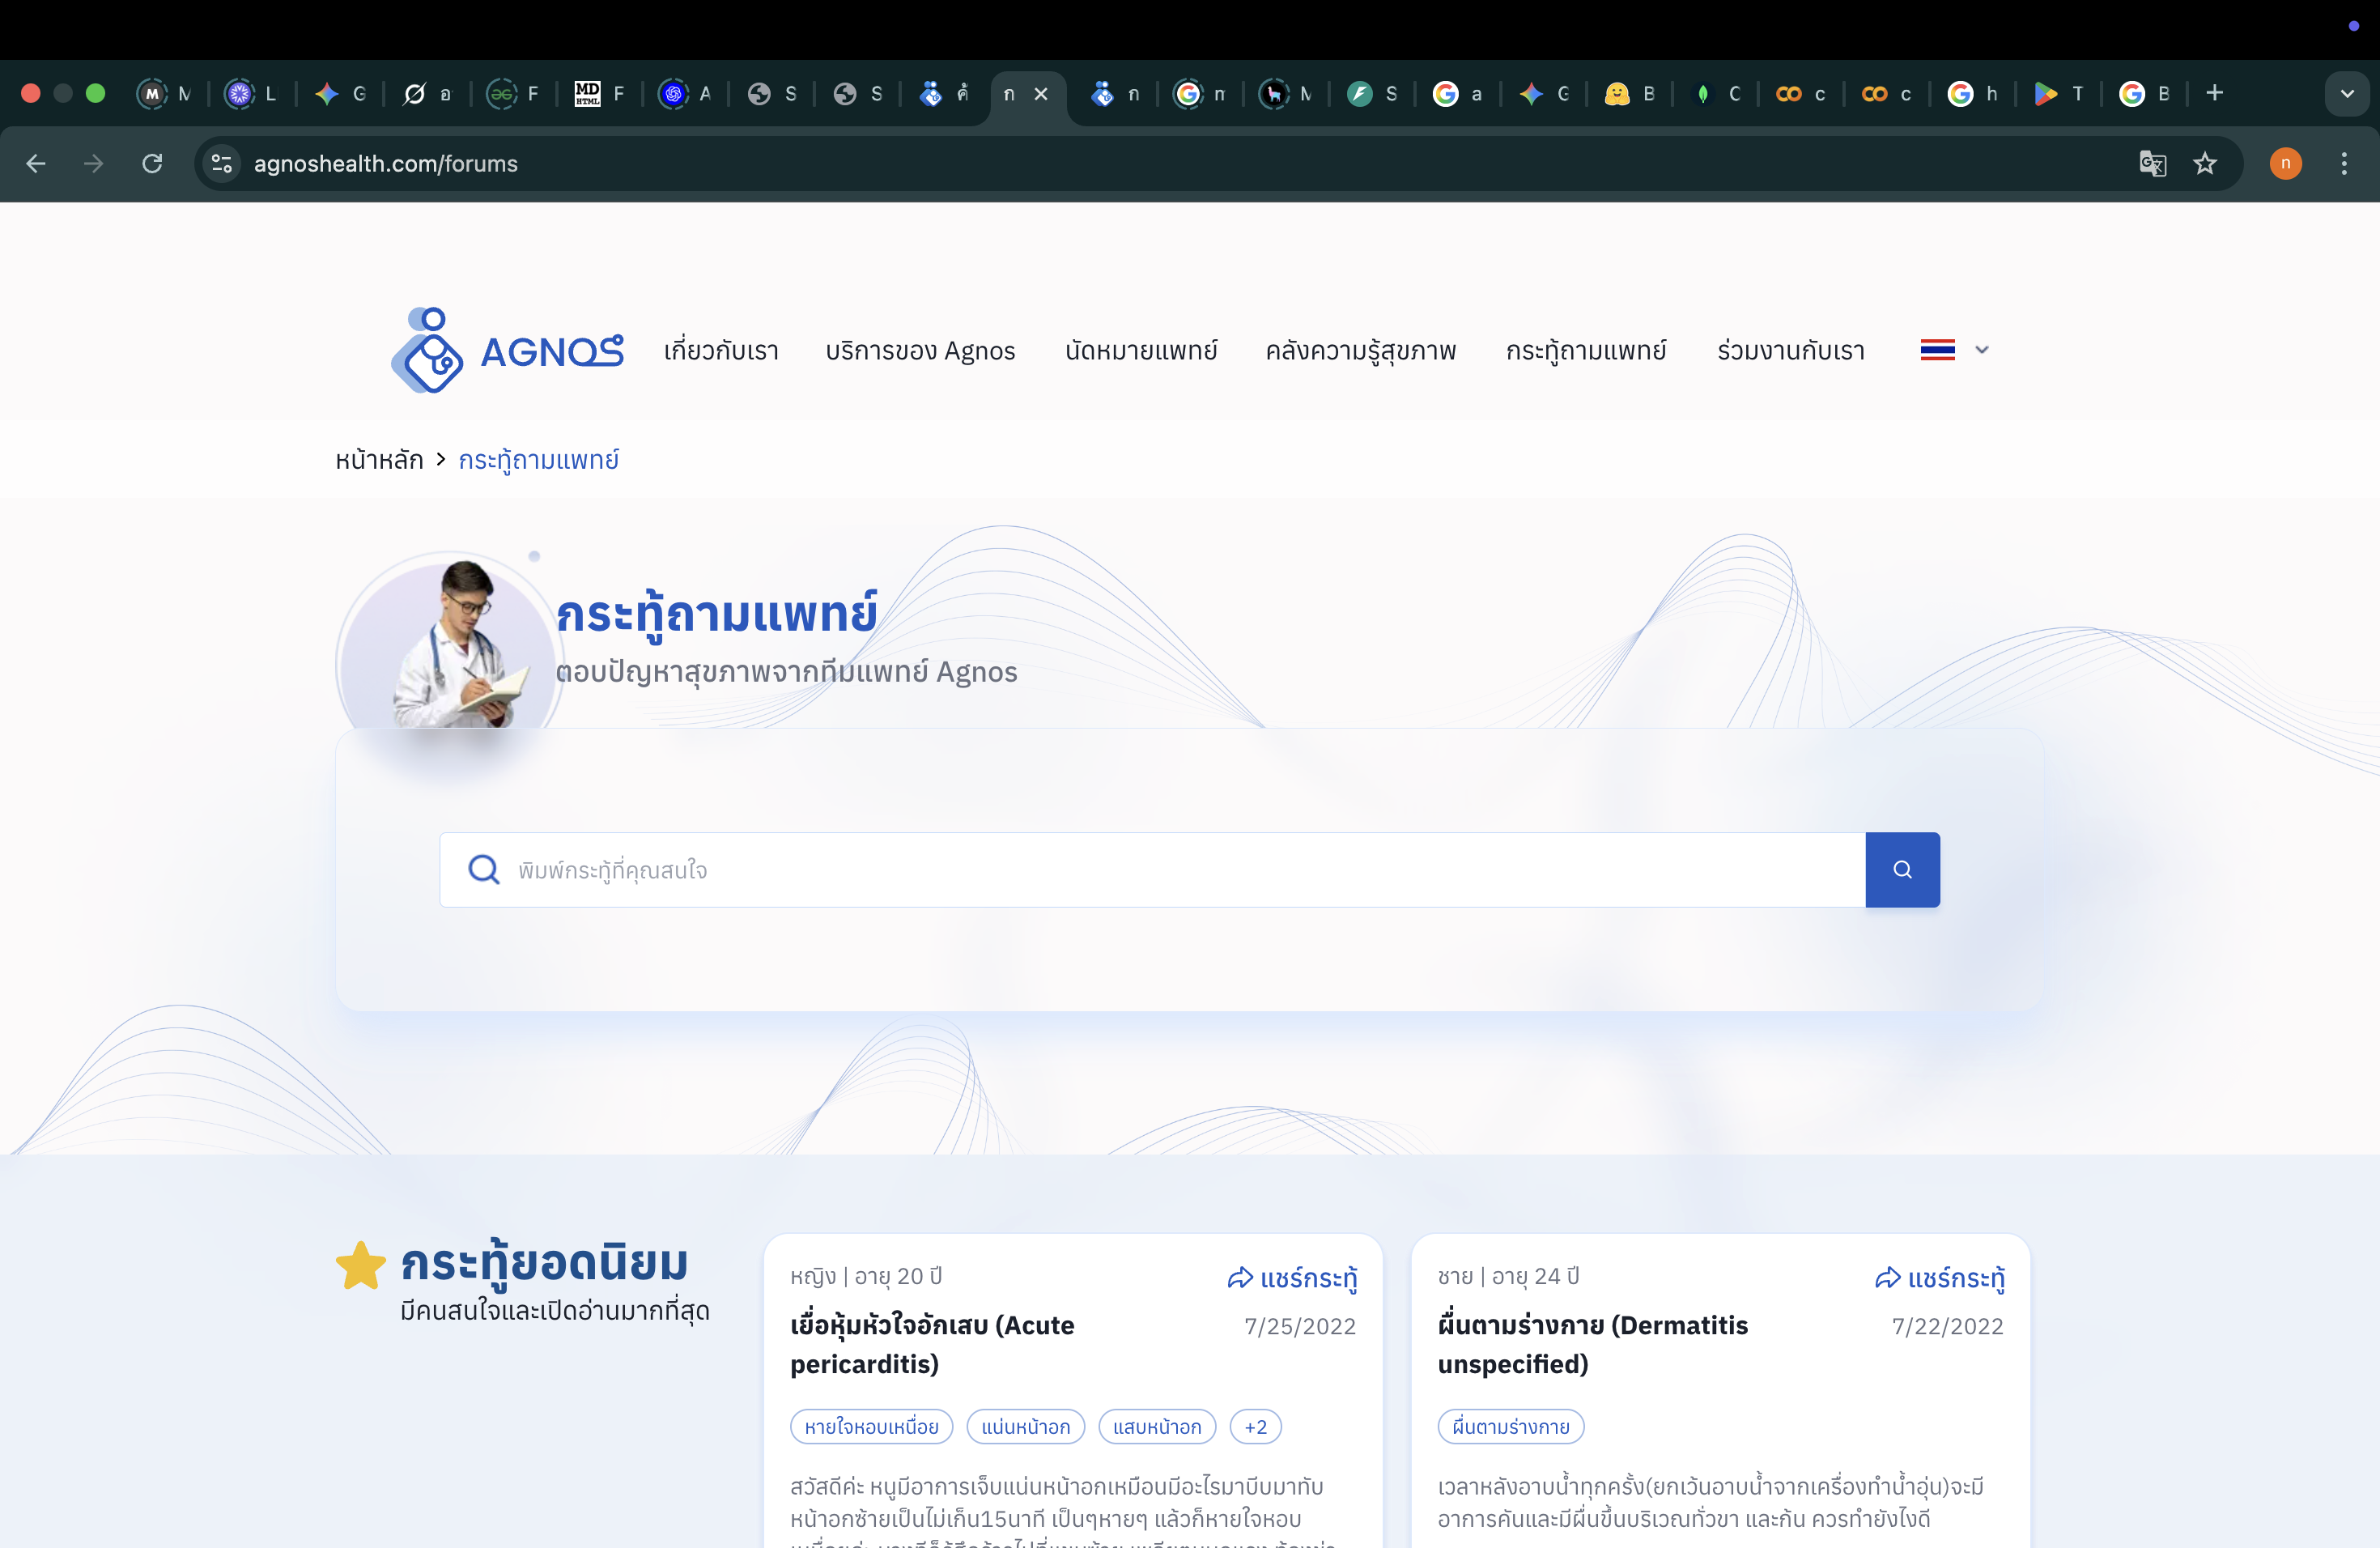 M
L
G
อ
F
MD
HTML
F
A
S
S
ค้
ก
ก
n
M
S
a
G
B
C
c
c
h
T
B
agnoshealth.com/forums
n
AGNOS
เกี่ยวกับเรา
บริการของ Agnos
นัดหมายแพทย์
คลังความรู้สุขภาพ
กระทู้ถามแพทย์
ร่วมงานกับเรา
หน้าหลัก > กระทู้ถามแพทย์
กระทู้ถามแพทย์
ตอบปัญหาสุขภาพจากทีมแพทย์ Agnos
พิมพ์กระทู้ที่คุณสนใจ
กระทู้ยอดนิยม
มีคนสนใจและเปิดอ่านมากที่สุด
หญิง | อายุ 20 ปี
แชร์กระทู้
เยื่อหุ้มหัวใจอักเสบ (Acute
pericarditis)
7/25/2022
หายใจหอบเหนื่อย
แน่นหน้าอก
แสบหน้าอก
+2
สวัสดีค่ะ หนูมีอาการเจ็บแน่นหน้าอกเหมือนมีอะไรมาบีบมาทับ
หน้าอกซ้ายเป็นไม่เก็น15นาที เป็นๆหายๆ แล้วก็หายใจหอบ
ชาย | อายุ 24 ปี
แชร์กระทู้
ผื่นตามร่างกาย (Dermatitis
unspecified)
7/22/2022
ผื่นตามร่างกาย
เวลาหลังอาบน้ำทุกครั้ง(ยกเว้นอาบน้ำจากเครื่องทำน้ำอุ่น)จะมี
อาการคันและมีผื่นขึ้นบริเวณทั่วขา และก้น ควรทำยังไงดี